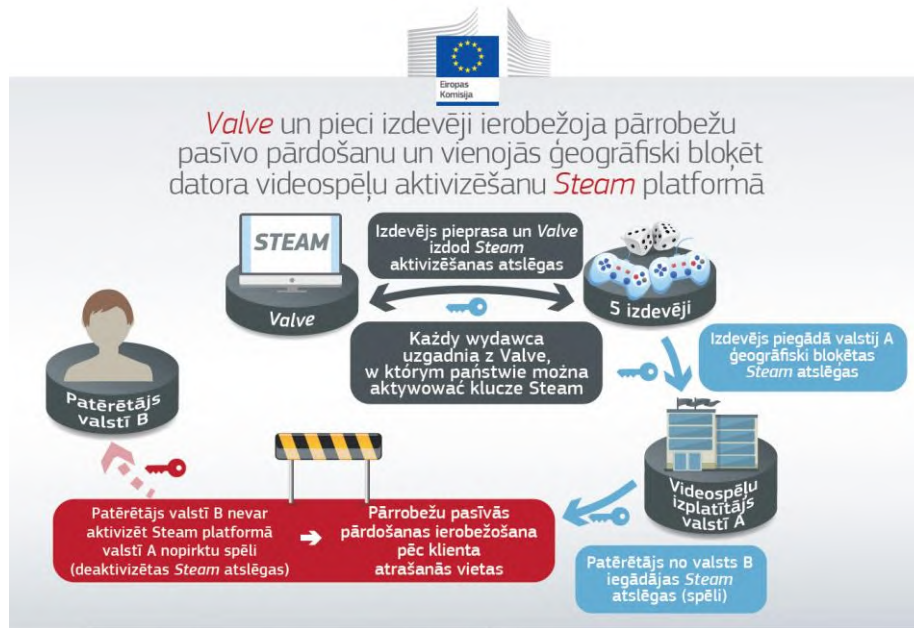 Eiropas
Komisija
Valve un pieci izdevēji ierobežoja pārrobežu
pasīvo pārdošanu un vienojās ģeogrāfiski bloķēt
datora videospēļu aktivizēšanu Steam platformā
STEAM
Valve
Izdevējs pieprasa un Valve
izdod Steam
aktivizēšanas atslēgas
5 izdevēji
Każdy wydawca
uzgadnia z Valve,
w którym państwie można
aktywować klucze Steam
Izdevējs piegādā valstij A
ģeogrāfiski bloķētas
Steam atslēgas
Patērētājs
valstī B
Videospēļu
izplatītājs
valstī A
Patērētājs valstī B nevar
aktivizēt Steam platformā
valstī A nopirktu spēli
(deaktivizētas Steam atslēgas)
Pārrobežu pasīvās
pārdošanas ierobežošana
pēc klienta
atrašanās vietas
Patērētājs no valsts B
iegādājas Steam
atslēgas (spēli)